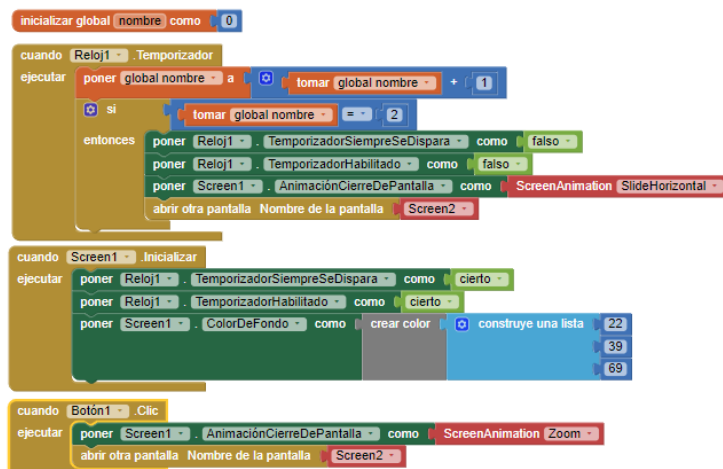 inicializar global nombre como 0
cuando Reloj1 .Temporizador
ejecutar poner global nombre a tomar global nombre + 1
si tomar global nombre = 2
entonces poner Reloj1 . TemporizadorSiempreSeDispara como falso
poner Reloj1 . TemporizadorHabilitado como falso
poner Screen1 . AnimaciónCierreDePantalla como ScreenAnimation SlideHorizontal
abrir otra pantalla Nombre de la pantalla Screen2
cuando Screen1 .Inicializar
ejecutar poner Reloj1 . TemporizadorSiempreSeDispara como cierto
poner Reloj1 . TemporizadorHabilitado como cierto
poner Screen1 . ColorDeFondo como crear color construye una lista 22
39
69
cuando Botón1 .Clic
ejecutar poner Screen1 . AnimaciónCierreDePantalla como ScreenAnimation Zoom
abrir otra pantalla Nombre de la pantalla Screen2